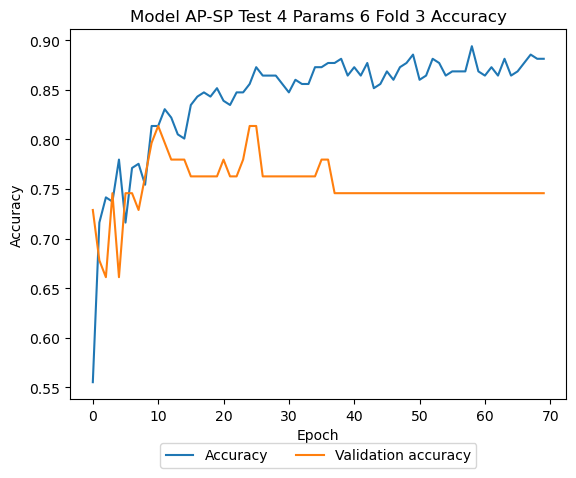 Model AP-SP Test 4 Params 6 Fold 3 Accuracy
0.90
0.85
0.80
0.75
0.70
0.65
0.60
0.55
Accuracy
0 10 20 30 40 50 60 70
Epoch
Accuracy Validation accuracy